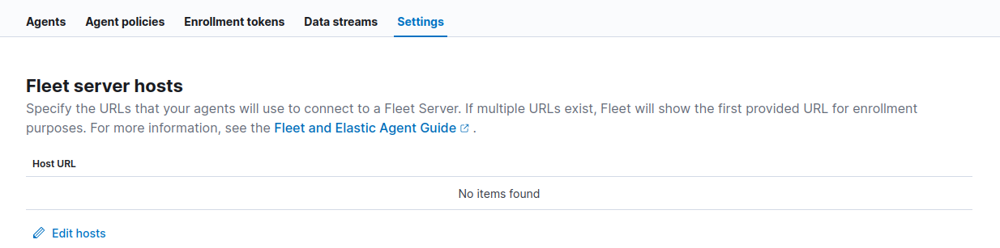 Agents Agent policies Enrollment tokens Data streams Settings
Fleet server hosts
Specify the URLs that your agents will use to connect to a Fleet Server. If multiple URLs exist, Fleet will show the first provided URL for enrollment
purposes. For more information, see the Fleet and Elastic Agent Guide .
Host URL
No items found
Edit hosts